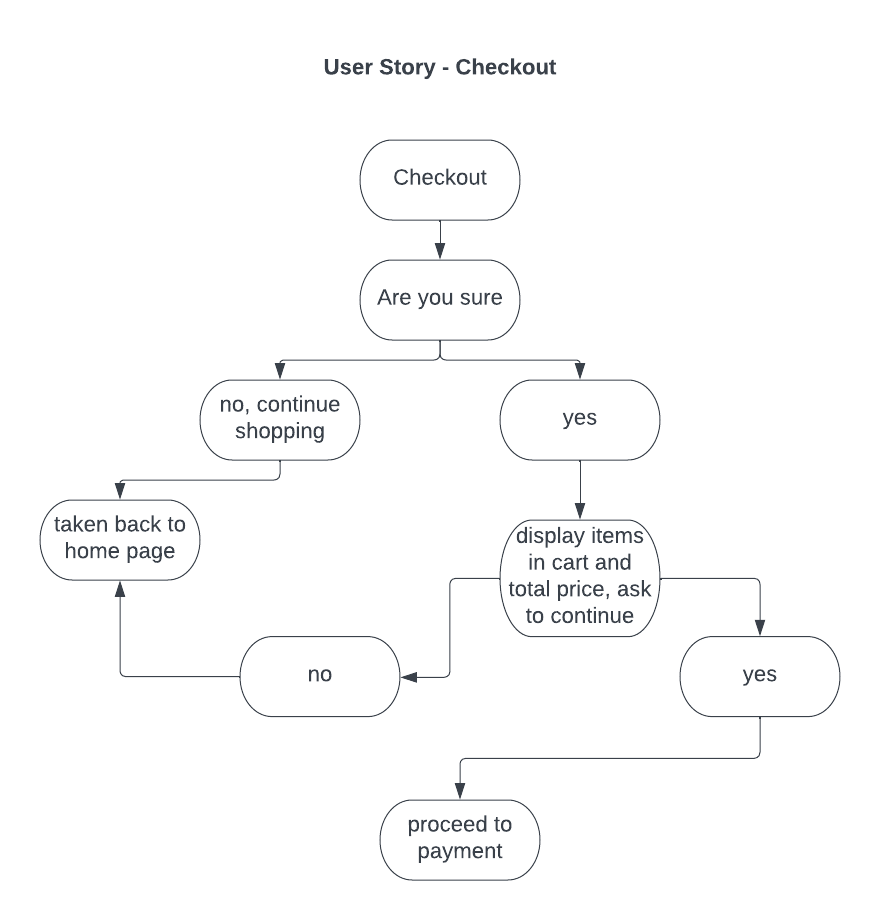 User Story - Checkout
Checkout
Are you sure
no, continue
shopping
yes
taken back to
home page
display items
in cart and
total price, ask
to continue
no
yes
proceed to
payment